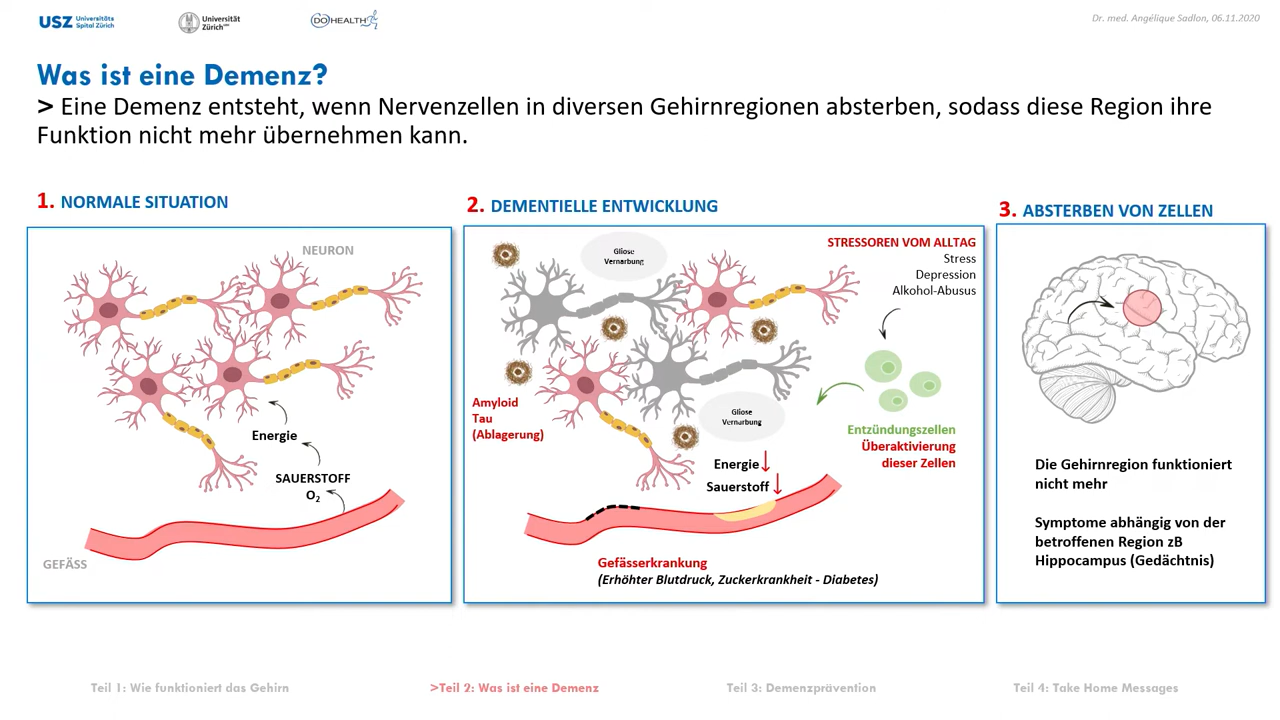 USZ Universitäts
Spital Zürich
Universität
Zürich
DO HEALTH
Dr. med. Angélique Sadlon, 06.11.2020
Was ist eine Demenz?
> Eine Demenz entsteht, wenn Nervenzellen in diversen Gehirnregionen absterben, sodass diese Region ihre
Funktion nicht mehr übernehmen kann.
1. NORMALE SITUATION
NEURON
Energie
SAUERSTOFF
O₂
GEFÄSS
2. DEMENTIELLE ENTWICKLUNG
Gliose
Vernarbung
STRESSOREN VOM ALLTAG
Stress
Depression
Alkohol-Abusus
Amyloid
Tau
(Ablagerung)
Gliose
Vernarbung
Entzündungszellen
Überaktivierung
dieser Zellen
Energie
Sauerstoff
Gefässerkrankung
(Erhöhter Blutdruck, Zuckerkrankheit - Diabetes)
3. ABSTERBEN VON ZELLEN
Die Gehirnregion funktioniert
nicht mehr
Symptome abhängig von der
betroffenen Region zB
Hippocampus (Gedächtnis)
Teil 1: Wie funktioniert das Gehirn
>Teil 2: Was ist eine Demenz
Teil 3: Demenzprävention
Teil 4: Take Home Messages